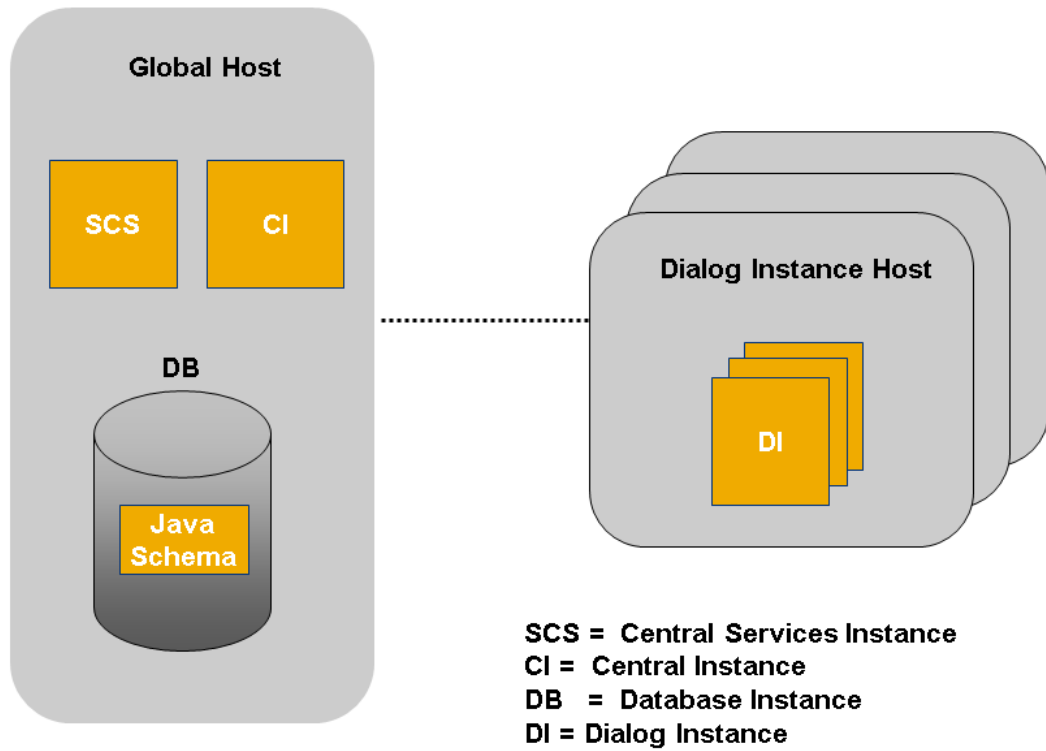 Global Host
SCS
CI
DB
Java
Schema
Dialog Instance Host
DI
SCS = Central Services Instance
CI = Central Instance
DB = Database Instance
DI = Dialog Instance